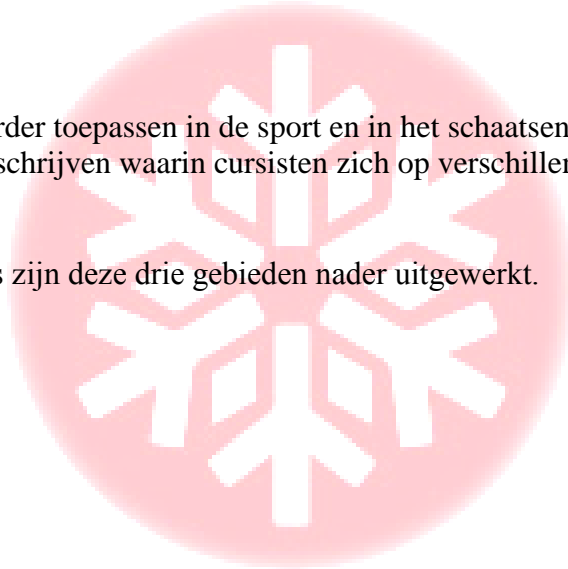 rder toepassen in de sport en in het schaatsen
schrijven waarin cursisten zich op verschillen
s zijn deze drie gebieden nader uitgewerkt.